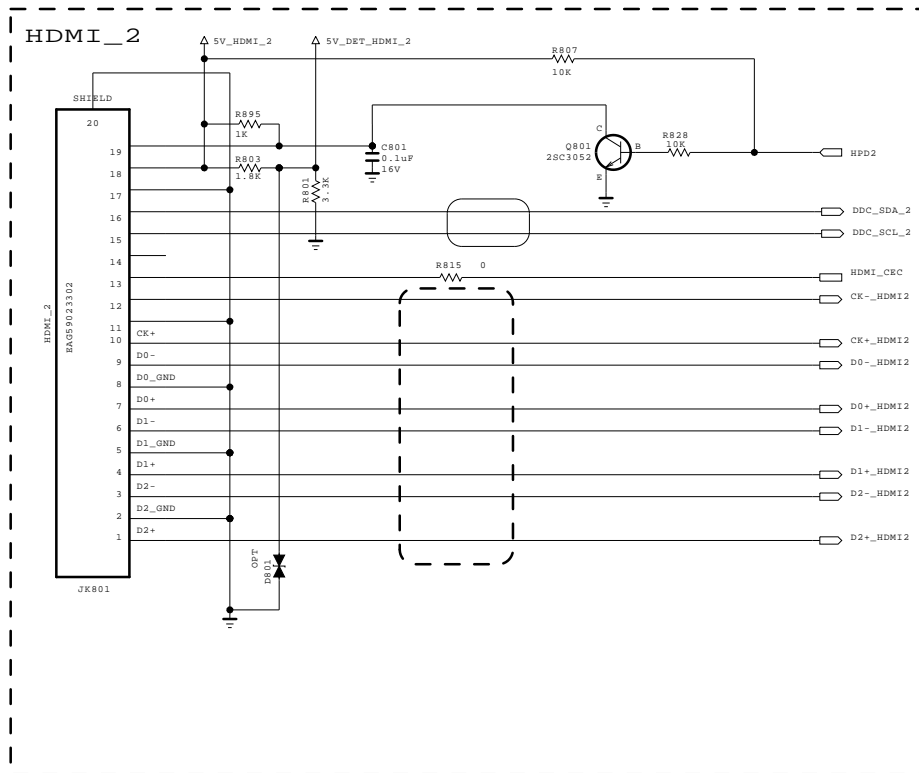 HDMI_2
5V_HDMI_2
5V_DET_HDMI_2
R807
10K
SHIELD
20
R895
1K
C801
0.1uF
16V
C
Q801
2SC3052
B
E
R828
10K
HPD2
19
R803
1.8K
R801
3.3K
18
17
16
DDC_SDA_2
15
DDC_SCL_2
14
R815 0
13
HDMI_CEC
12
CK-_HDMI2
HDMI_2
EAG59023302
11
10
CK+
CK+_HDMI2
9
D0-
D0-_HDMI2
8
D0_GND
7
D0+
D0+_HDMI2
6
D1-
D1-_HDMI2
5
D1_GND
4
D1+
D1+_HDMI2
3
D2-
D2-_HDMI2
2
D2_GND
1
D2+
D2+_HDMI2
OPT
D801
JK801